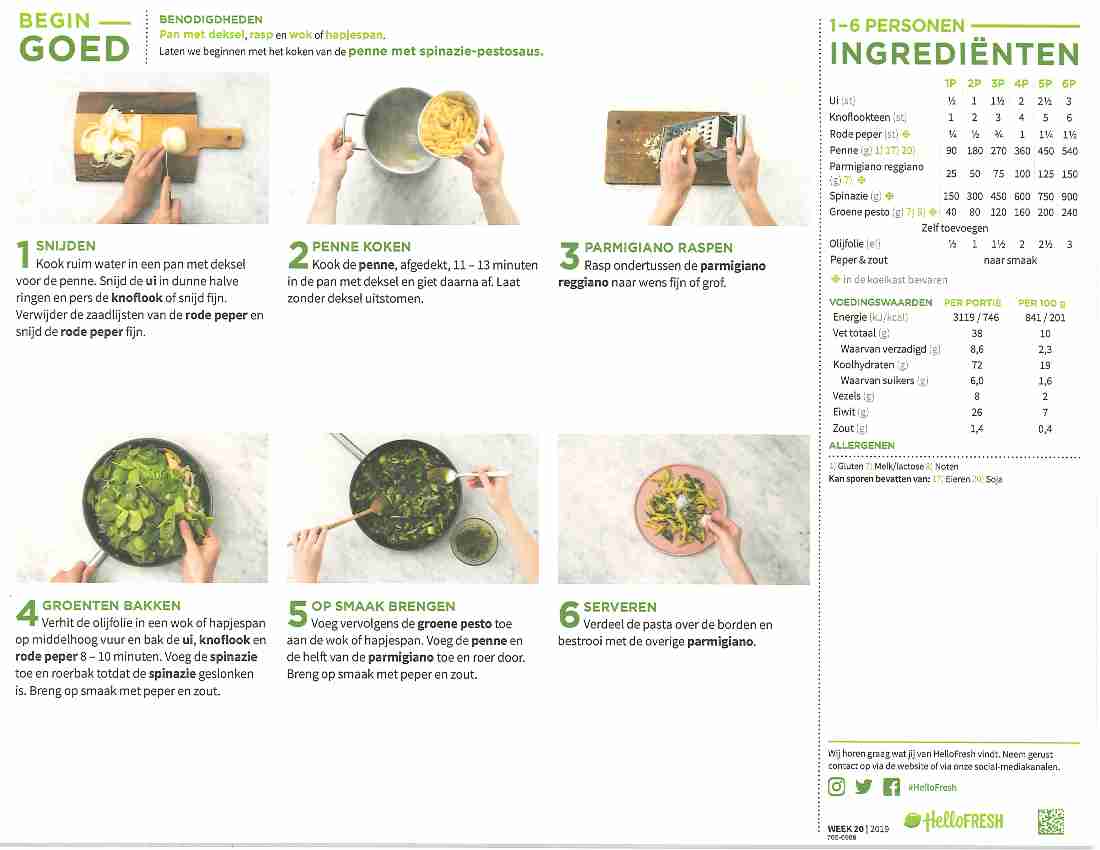 BEGIN
GOED
BENODIGDHEDEN
Pan met deksel, rasp en wok of hapjespan.
Laten we beginnen met het koken van de penne met spinazie-pestosaus.
1 SNIJDEN
Kook ruim water in een pan met deksel
voor de penne. Snijd de ui in dunne halve
ringen en pers de knoflook of snijd fijn.
Verwijder de zaadlijsten van de rode peper en
snijd de rode peper fijn.
2 PENNE KOKEN
Kook de penne, afgedekt, 11 – 13 minuten
in de pan met deksel en giet daarna af. Laat
zonder deksel uitstomen.
3 PARMIGIANO RASPEN
Rasp ondertussen de parmigiano
reggiano naar wens fijn of grof.
4 GROENTEN BAKKEN
Verhit de olijfolie in een wok of hapjespan
op middelhoog vuur en bak de ui, knoflook en
rode peper 8 – 10 minuten. Voeg de spinazie
toe en roerbak totdat de spinazie geslonken
is. Breng op smaak met peper en zout.
5 OP SMAAK BRENGEN
Voeg vervolgens de groene pesto toe
aan de wok of hapjespan. Voeg de penne en
de helft van de parmigiano toe en roer door.
Breng op smaak met peper en zout.
6 SERVEREN
Verdeel de pasta over de borden en
bestrooi met de overige parmigiano.
1–6 PERSONEN
INGREDIËNTEN
1P 2P 3P 4P 5P 6P
Ui (st) ½ 1 1½ 2 2½ 3
Knoflookteen (st) 1 2 3 4 5 6
Rode peper (st) ¼ ½ ¾ 1 1¼ 1½
Penne (g) 1) 17) 20) 90 180 270 360 450 540
Parmigiano reggiano
(g) 7) 25 50 75 100 125 150
Spinazie (g) 150 300 450 600 750 900
Groene pesto (g) 7) 8) 40 80 120 160 200 240
Zelf toevoegen
Olijfolie (el) ½ 1 1½ 2 2½ 3
Peper & zout naar smaak
in de koelkast bewaren
VOEDINGSWAARDEN PER PORTIE PER 100 g
Energie (kJ/kcal) 3119 / 746 841 / 201
Vet totaal (g) 38 10
Waarvan verzadigd (g) 8,6 2,3
Koolhydraten (g) 72 19
Waarvan suikers (g) 6,0 1,6
Vezels (g) 8 2
Eiwit (g) 26 7
Zout (g) 1,4 0,4
ALLERGENEN
1) Gluten 7) Melk/lactose 8) Noten
Kan sporen bevatten van: 17) Eieren 20) Soja
Wij horen graag wat jij van HelloFresh vindt. Neem gerust
contact op via de website of via onze social-mediakanalen.
#HelloFresh
WEEK 20 | 2019
HelloFRESH